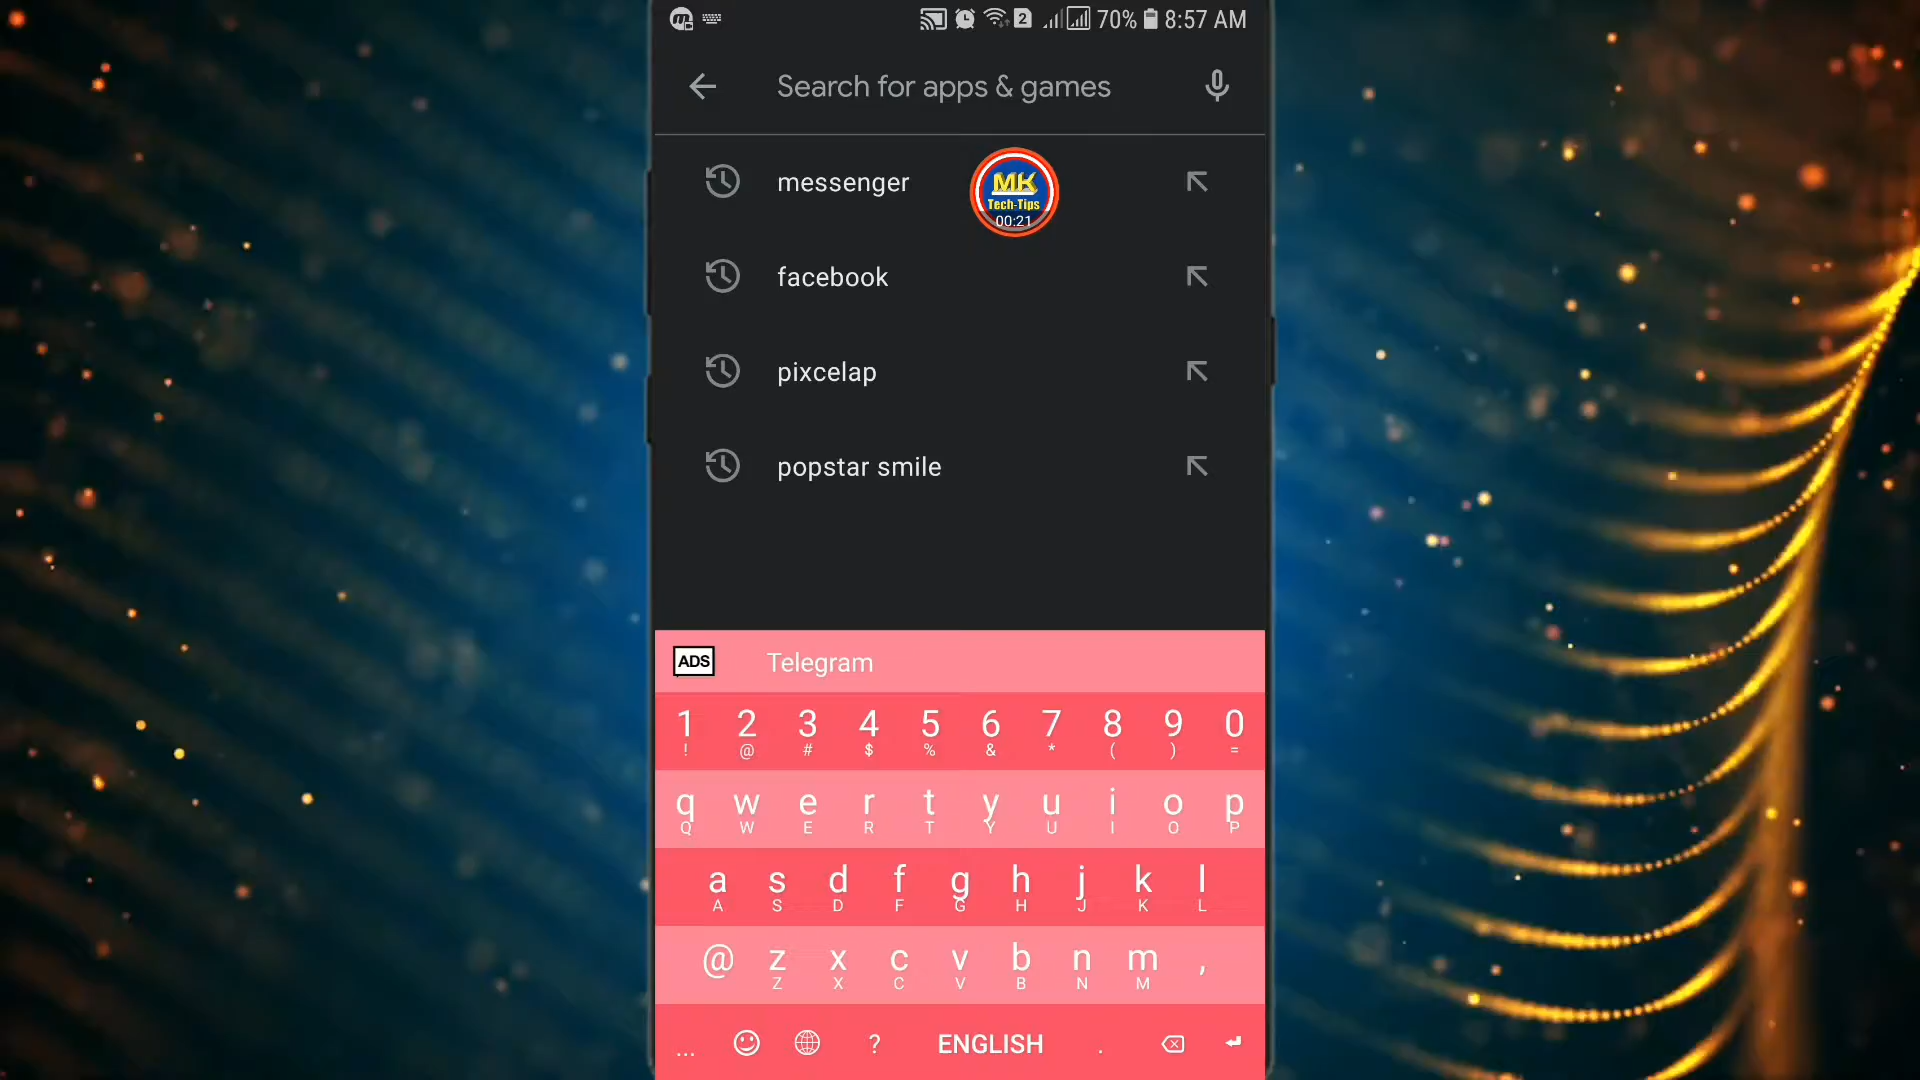 2 70% 8:57 AM
Search for apps & games
messenger
MK
Tech-Tips
00:21
facebook
pixcelap
popstar smile
ADS Telegram
1 2 3 4 5 6 7 8 9 0
! @ # $ % & * ( ) =
q w e r t y u i o p
Q W E R T Y U I O P
a s d f g h j k l
A S D F G H J K L
@ z x c v b n m ,
Z X C V B N M
... ? ENGLISH .